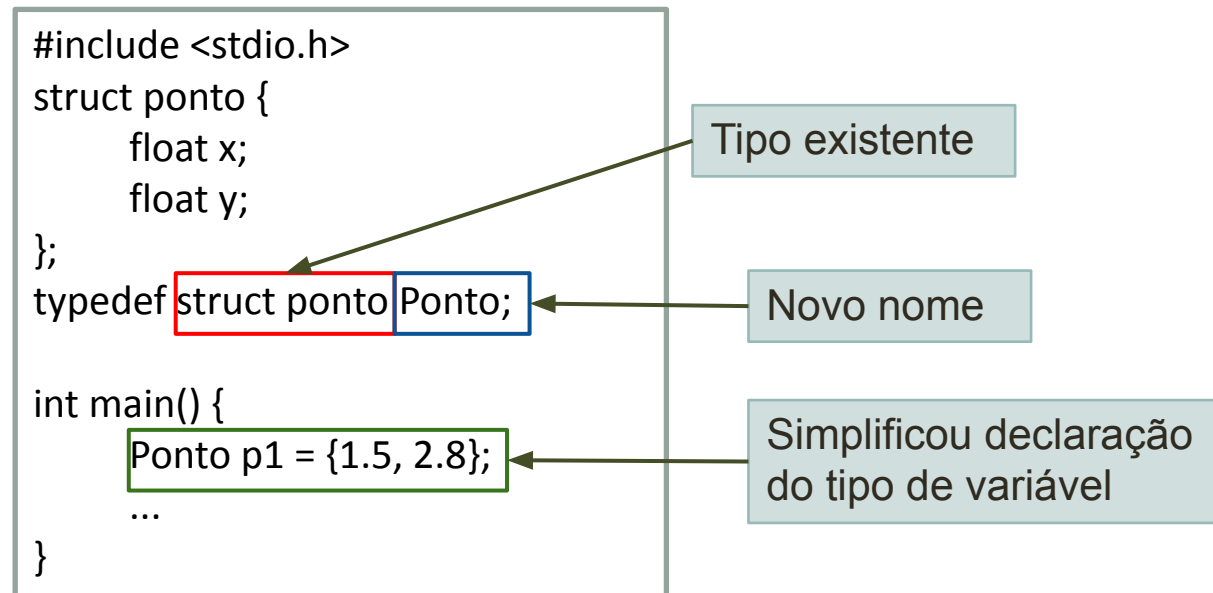 #include <stdio.h>
struct ponto {
float x;
float y;
};
typedef struct ponto Ponto;
int main() {
Ponto p1 = {1.5, 2.8};
...
}
Tipo existente
Novo nome
Simplificou declaração
do tipo de variável